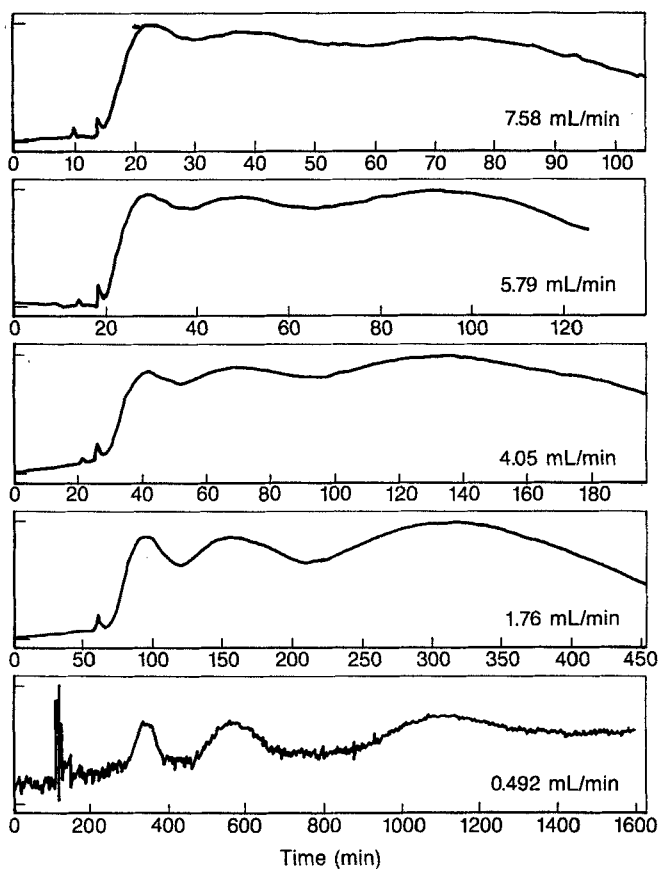 7.58 mL/min
0 10 20 30 40 50 60 70 80 90 100
5.79 mL/min
0 20 40 60 80 100 120
4.05 mL/min
0 20 40 60 80 100 120 140 160 180
1.76 mL/min
0 50 100 150 200 250 300 350 400 450
0.492 mL/min
0 200 400 600 800 1000 1200 1400 1600
Time (min)